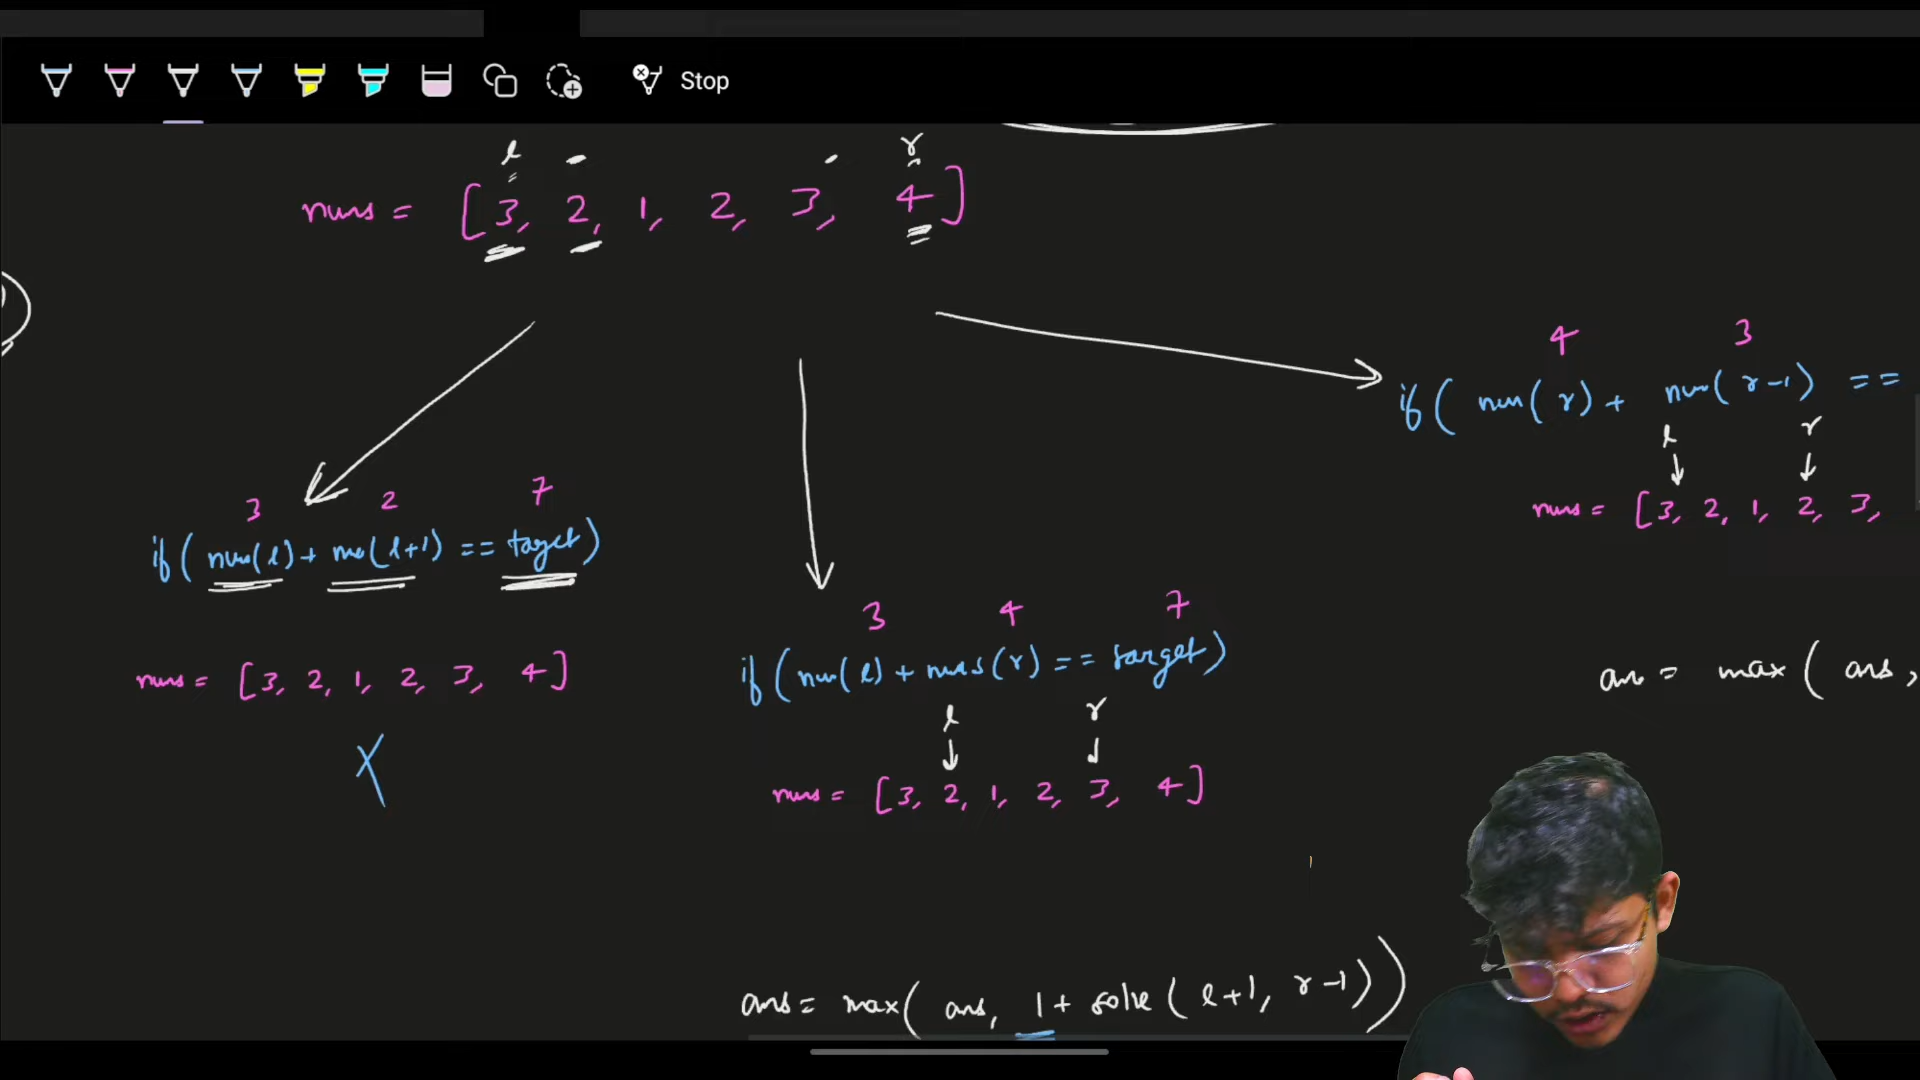 Stop
l r
nums = [3, 2, 1, 2, 3, 4]
4 3
if( num(r) + num(r-1) ==
l r
nums = [3, 2, 1, 2, 3,
3 2 7
if( num(l) + me(l+1) == target)
nums = [3, 2, 1, 2, 3, 4]
X
3 4 7
if(num(l) + nums(r) == target)
l r
nums = [3, 2, 1, 2, 3, 4]
ans = max( ans,
ans= max( ans, 1+ solve( l+1, r-1))